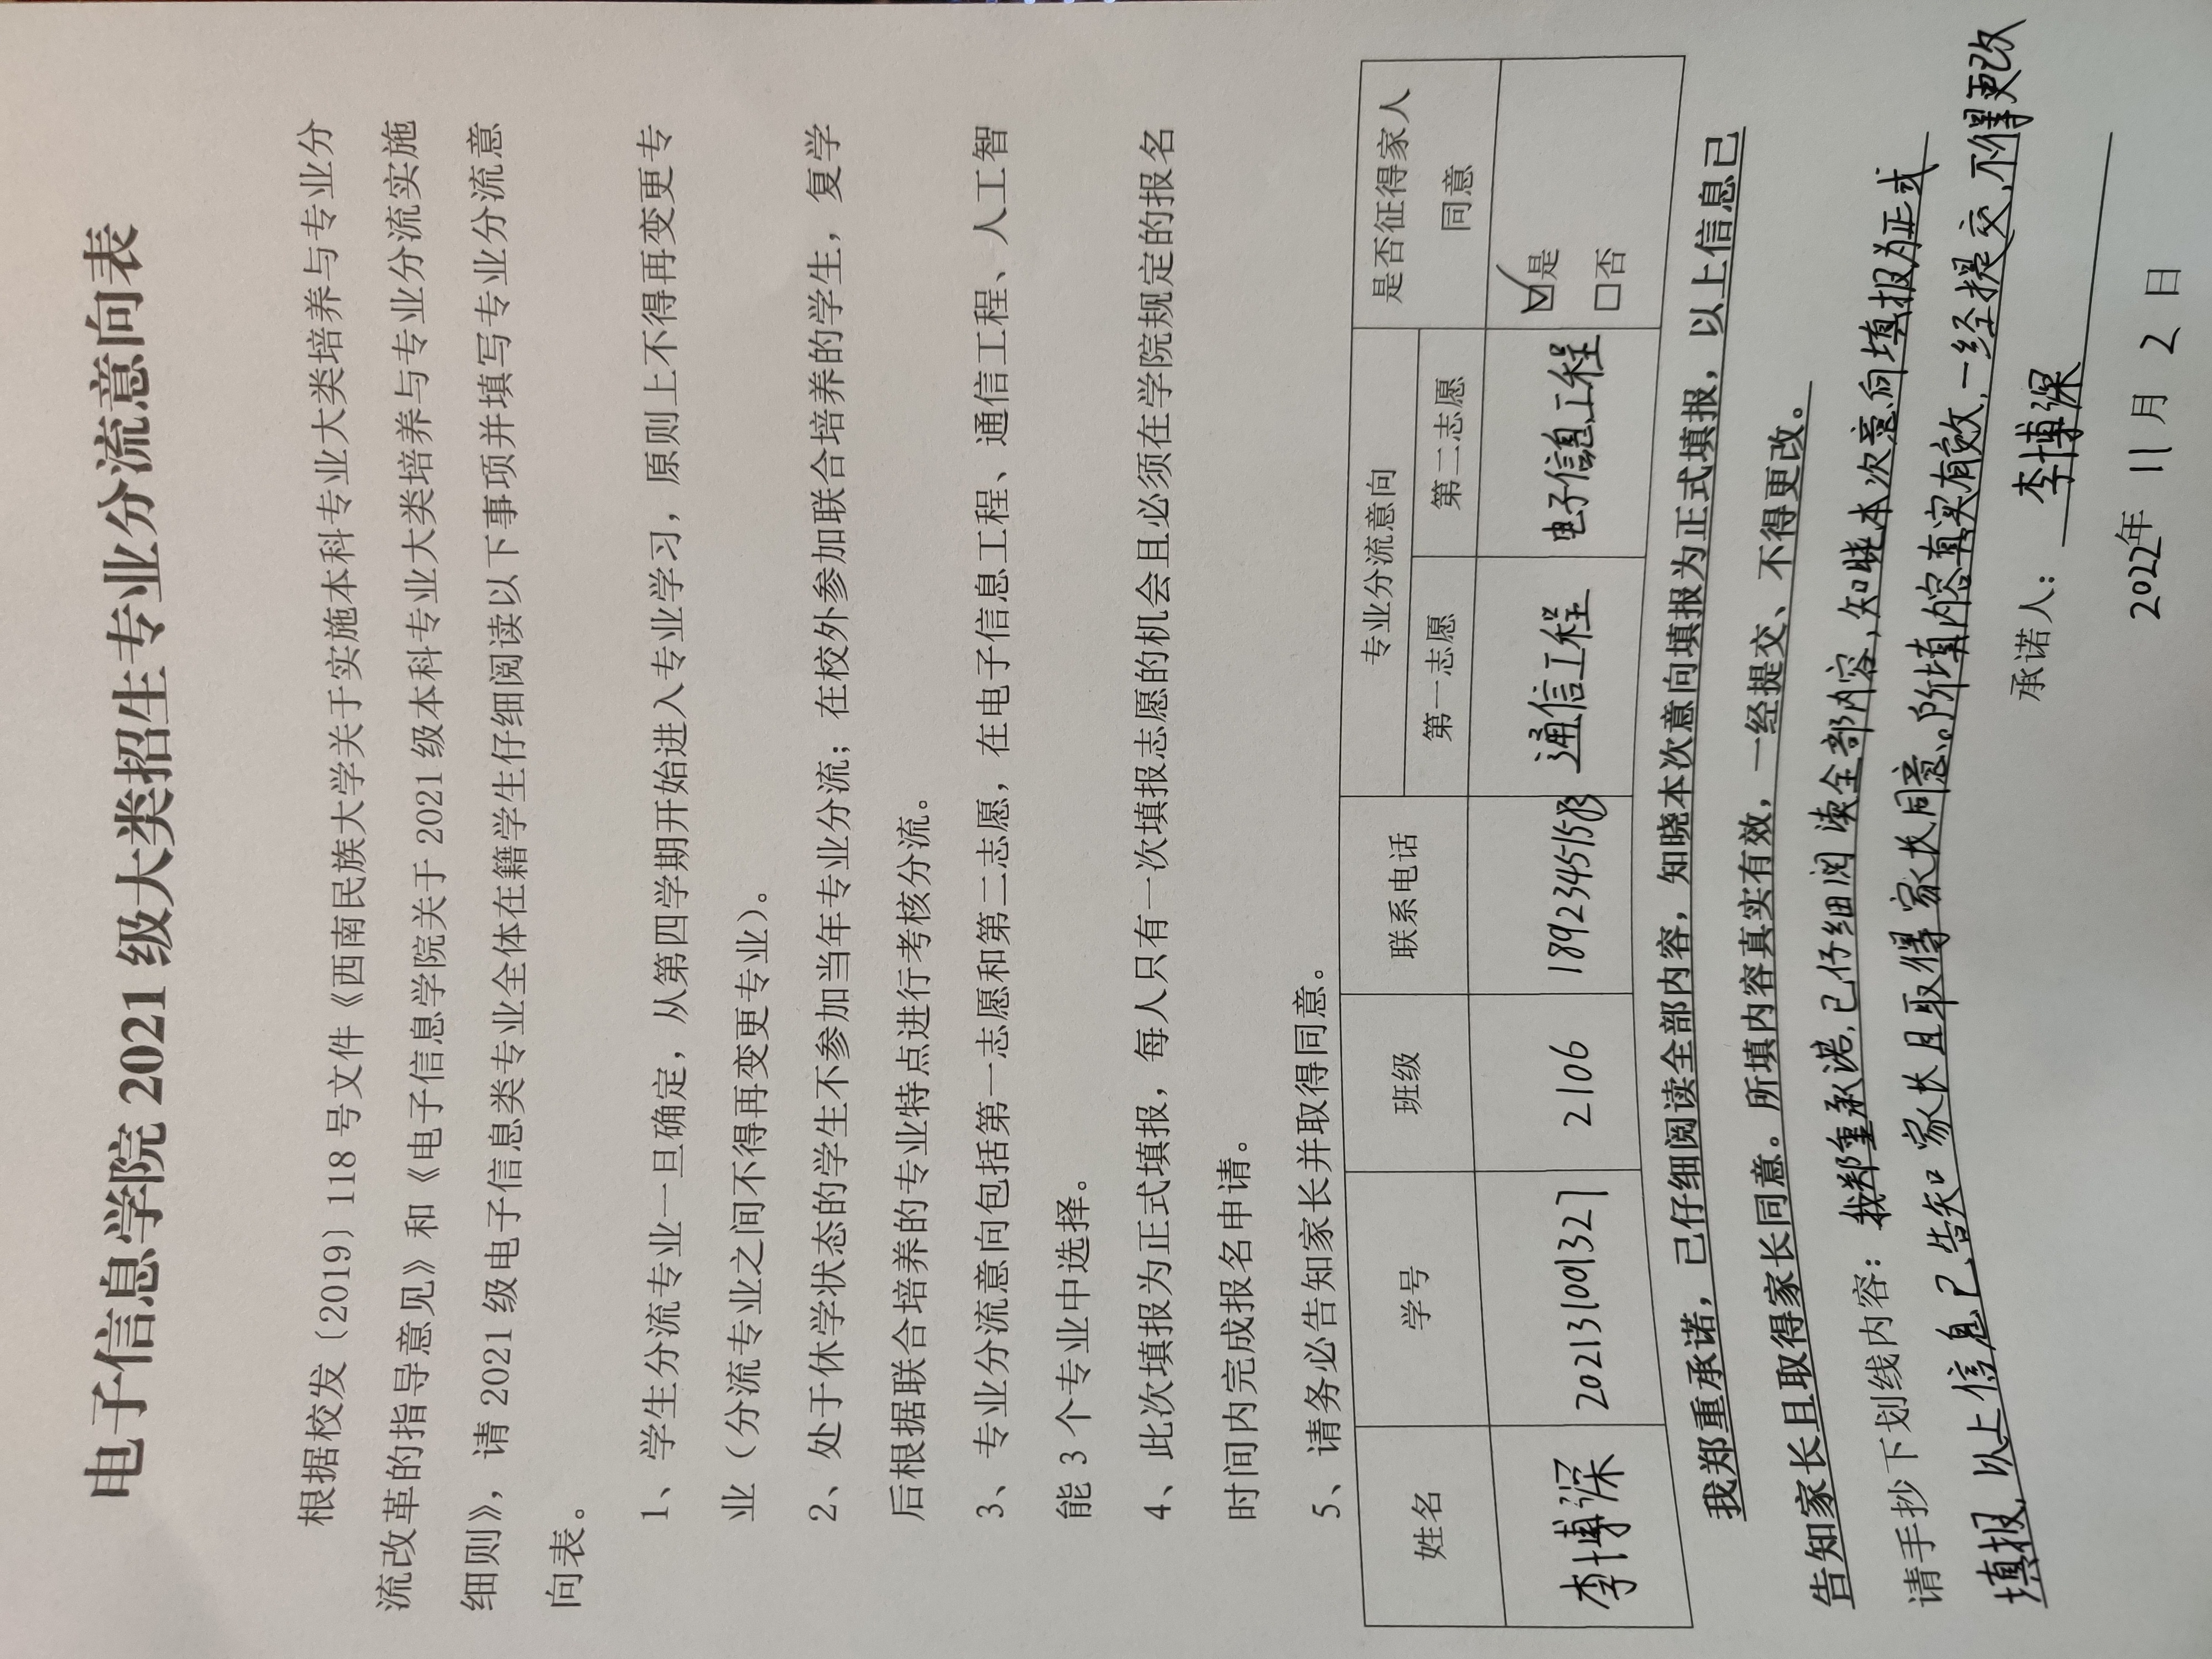 电子信息学院 2021 级大类招生专业分流意向表
根据校发〔2019〕118 号文件《西南民族大学关于实施本科专业大类培养与专业分
流改革的指导意见》和《电子信息学院关于 2021 级本科专业大类培养与专业分流实施
细则》，请 2021 级电子信息类专业全体在籍学生仔细阅读以下事项并填写专业分流意
向表。
1、学生分流专业一旦确定，从第四学期开始进入专业学习，原则上不得再变更专
业（分流专业之间不得再变更专业）。
2、处于休学状态的学生不参加当年专业分流；在校外参加联合培养的学生，复学
后根据联合培养的专业特点进行考核分流。
3、专业分流意向包括第一志愿和第二志愿，在电子信息工程、通信工程、人工智
能 3 个专业中选择。
4、此次填报为正式填报，每人只有一次填报志愿的机会且必须在学院规定的报名
时间内完成报名申请。
5、请务必告知家长并取得同意。
姓名 学号 班级 联系电话 专业分流意向 是否征得家人
第一志愿 第二志愿 同意
李博深 202131001327 2106 18923451583 通信工程 电子信息工程 ☑是
□否
我郑重承诺，已仔细阅读全部内容，知晓本次意向填报为正式填报，以上信息已
告知家长且取得家长同意。所填内容真实有效，一经提交、不得更改。
请手抄下划线内容：我郑重承诺，已仔细阅读全部内容，知晓本次意向填报为正式
填报，以上信息已告知家长且取得家长同意。所填内容真实有效，一经提交，不得更改
承诺人：李博深
2022年 11 月 2 日